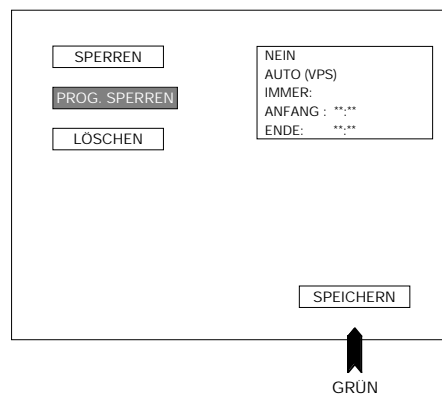 SPERREN
PROG. SPERREN
LÖSCHEN
NEIN
AUTO (VPS)
IMMER:
ANFANG : **:**
ENDE: **:**
SPEICHERN
GRÜN